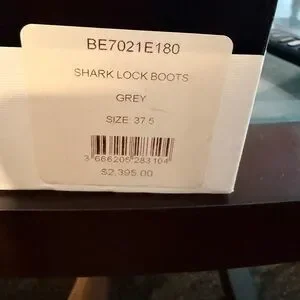 BE7021E180
SHARK LOCK BOOTS
GREY
SIZE: 37.5
3 666205 283104
$2,395.00